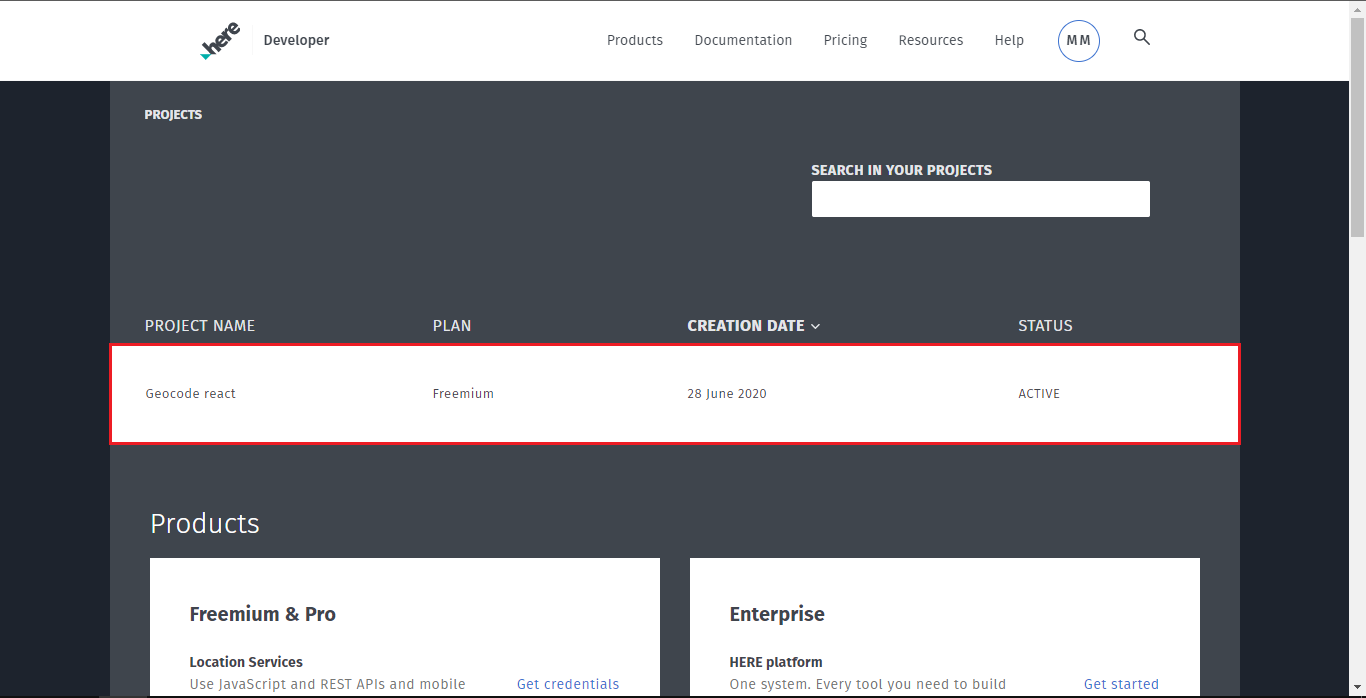 here Developer Products Documentation Pricing Resources Help MM
PROJECTS
SEARCH IN YOUR PROJECTS
PROJECT NAME PLAN CREATION DATE STATUS
Geocode react Freemium 28 June 2020 ACTIVE
Products
Freemium & Pro
Location Services
Use JavaScript and REST APIs and mobile Get credentials
Enterprise
HERE platform
One system. Every tool you need to build Get started